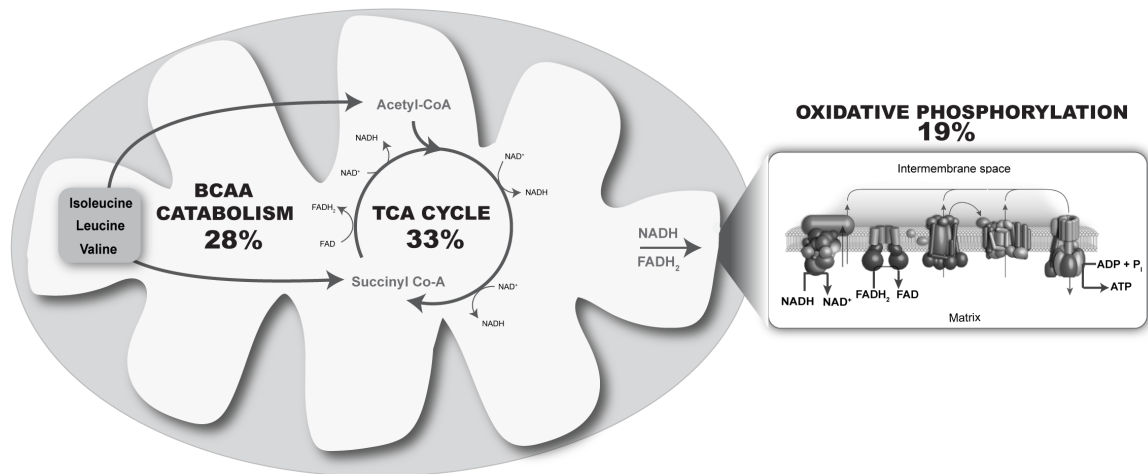 Acetyl-CoA
NADH
NAD⁺
NAD⁺
NADH
BCAA
CATABOLISM
28%
Isoleucine
Leucine
Valine
FADH₂
FAD
TCA CYCLE
33%
Succinyl Co-A
NAD⁺
NADH
NADH
FADH₂
OXIDATIVE PHOSPHORYLATION
19%
Intermembrane space
NADH
NAD⁺
FADH₂
FAD
ADP + Pᵢ
ATP
Matrix